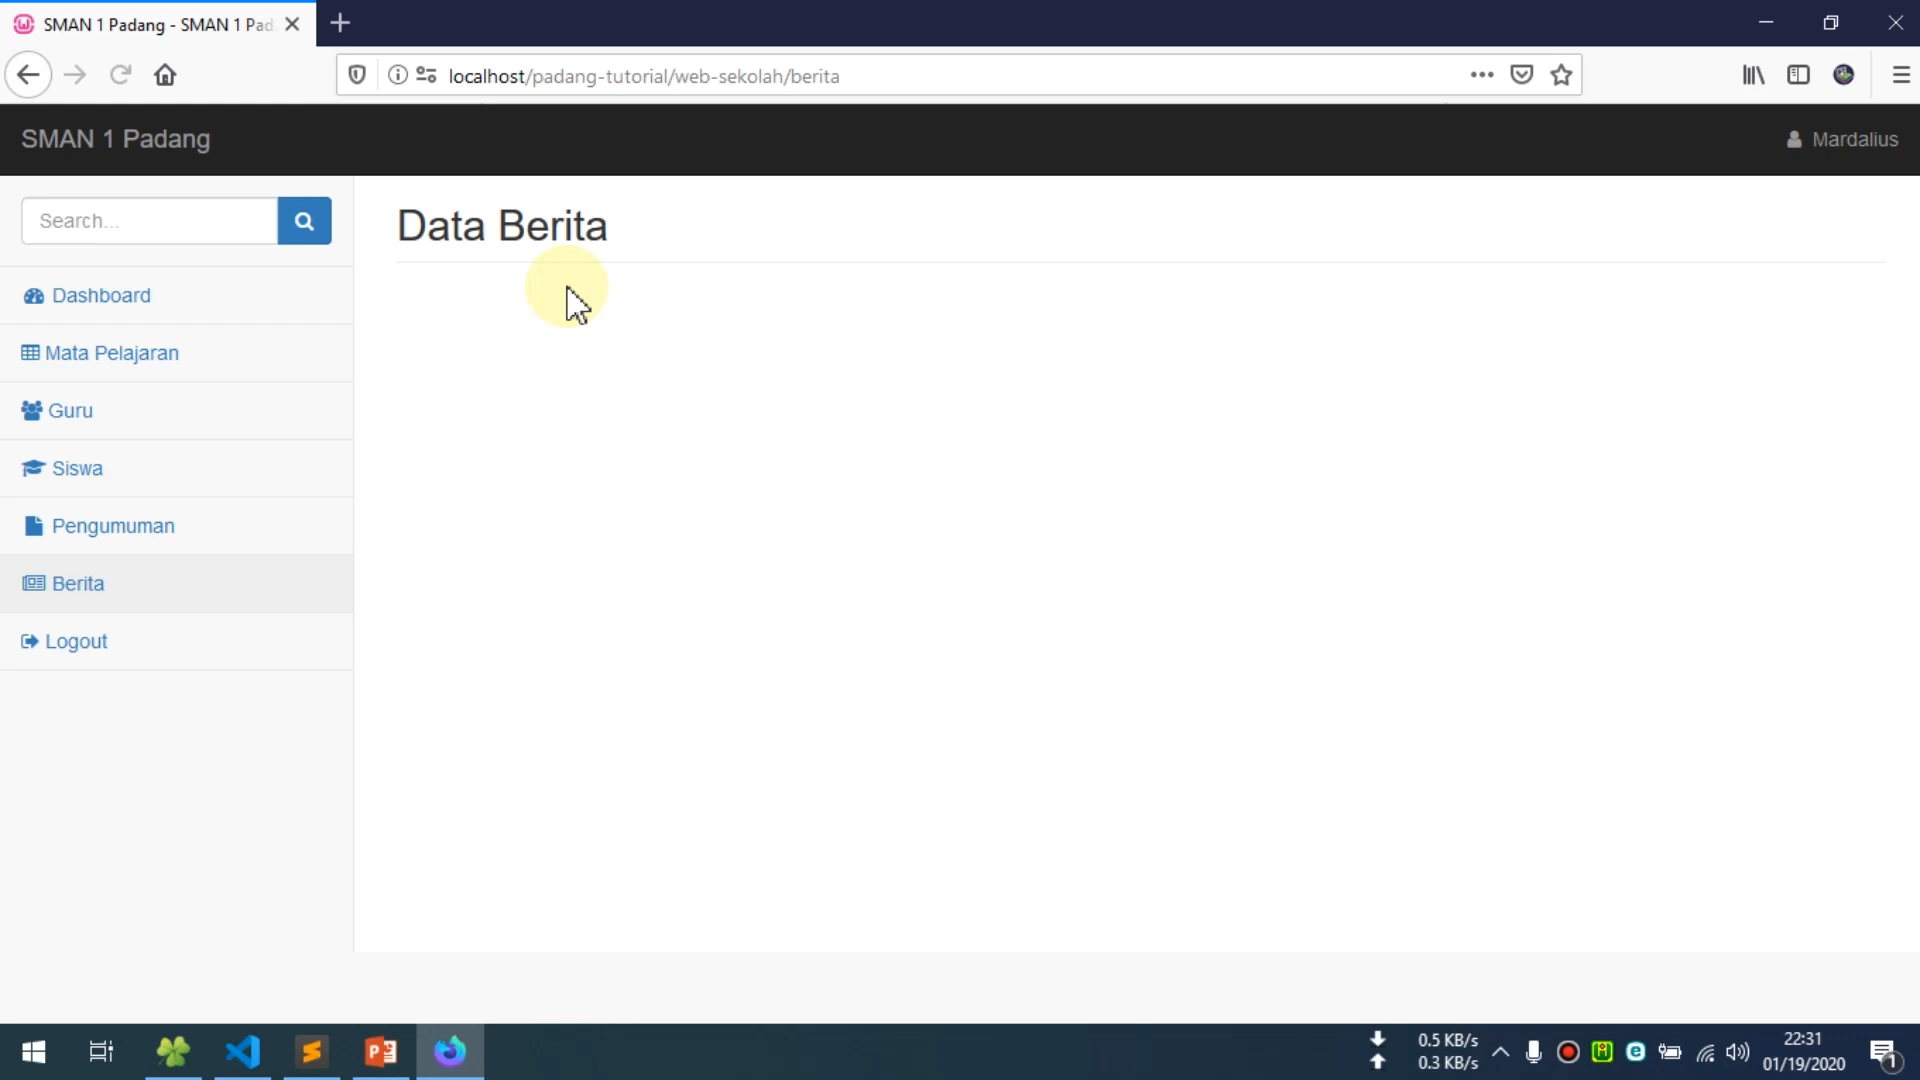 SMAN 1 Padang - SMAN 1 Pad
localhost/padang-tutorial/web-sekolah/berita
SMAN 1 Padang
Mardalius
Search...
Data Berita
Dashboard
Mata Pelajaran
Guru
Siswa
Pengumuman
Berita
Logout
0.5 KB/s
0.3 KB/s
22:31
01/19/2020
1